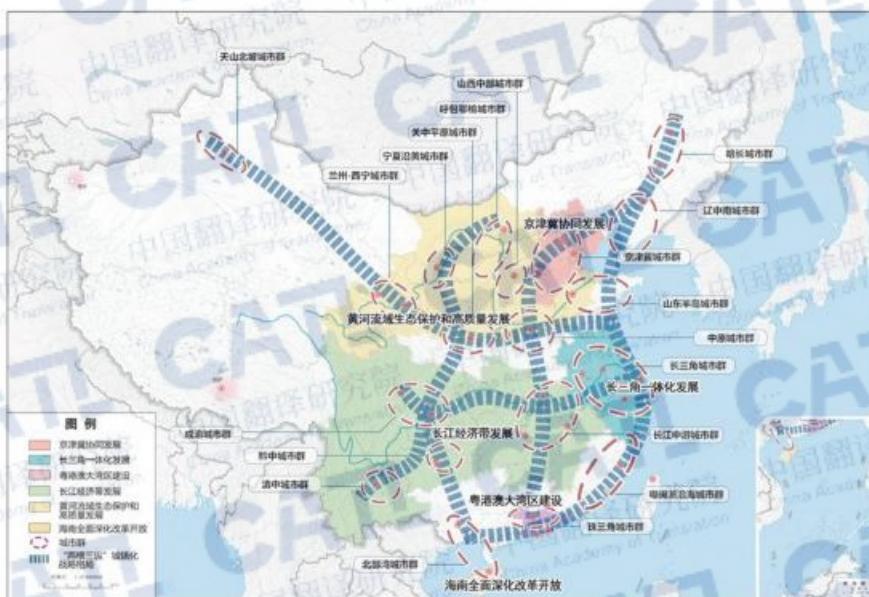 天山北坡城市群
山西中部城市群
呼包鄂榆城市群
关中平原城市群
宁夏沿黄城市群
兰州-西宁城市群
哈长城市群
辽中南城市群
京津冀协同发展
京津冀城市群
山东半岛城市群
黄河流域生态保护和高质量发展
中原城市群
长三角城市群
长三角一体化发展
成渝城市群
长江经济带发展
长江中游城市群
黔中城市群
滇中城市群
粤闽浙沿海城市群
粤港澳大湾区建设
珠三角城市群
北部湾城市群
海南全面深化改革开放
图 例
京津冀协同发展
长三角一体化发展
粤港澳大湾区建设
长江经济带发展
黄河流域生态保护和
高质量发展
海南全面深化改革开放
城市群
“两横三纵”城镇化
战略格局
CATL
中国翻译研究院
China Academy of Translation